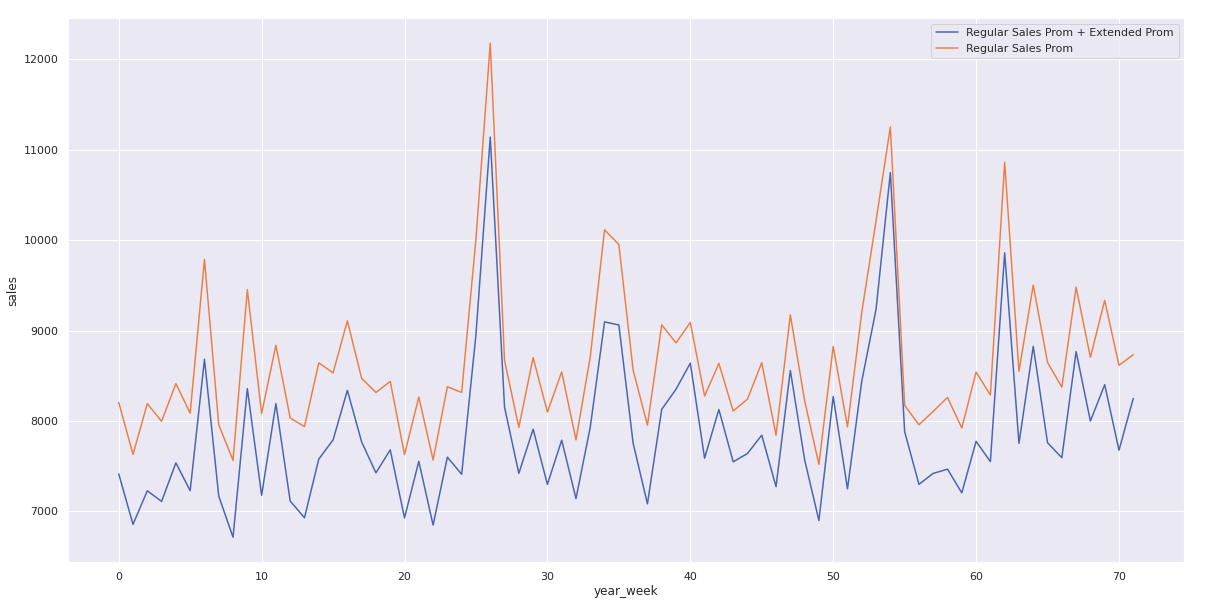 Regular Sales Prom + Extended Prom
Regular Sales Prom
12000
11000
10000
9000
8000
7000
sales
0 10 20 30 40 50 60 70
year_week